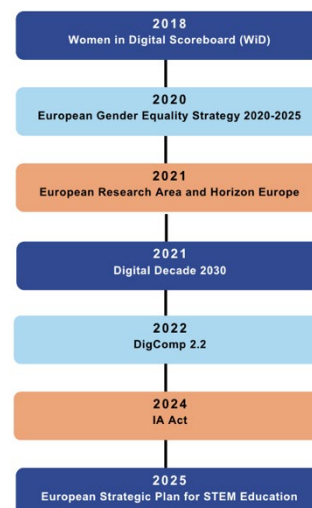 2018
Women in Digital Scoreboard (WiD)
2020
European Gender Equality Strategy 2020-2025
2021
European Research Area and Horizon Europe
2021
Digital Decade 2030
2022
DigComp 2.2
2024
IA Act
2025
European Strategic Plan for STEM Education